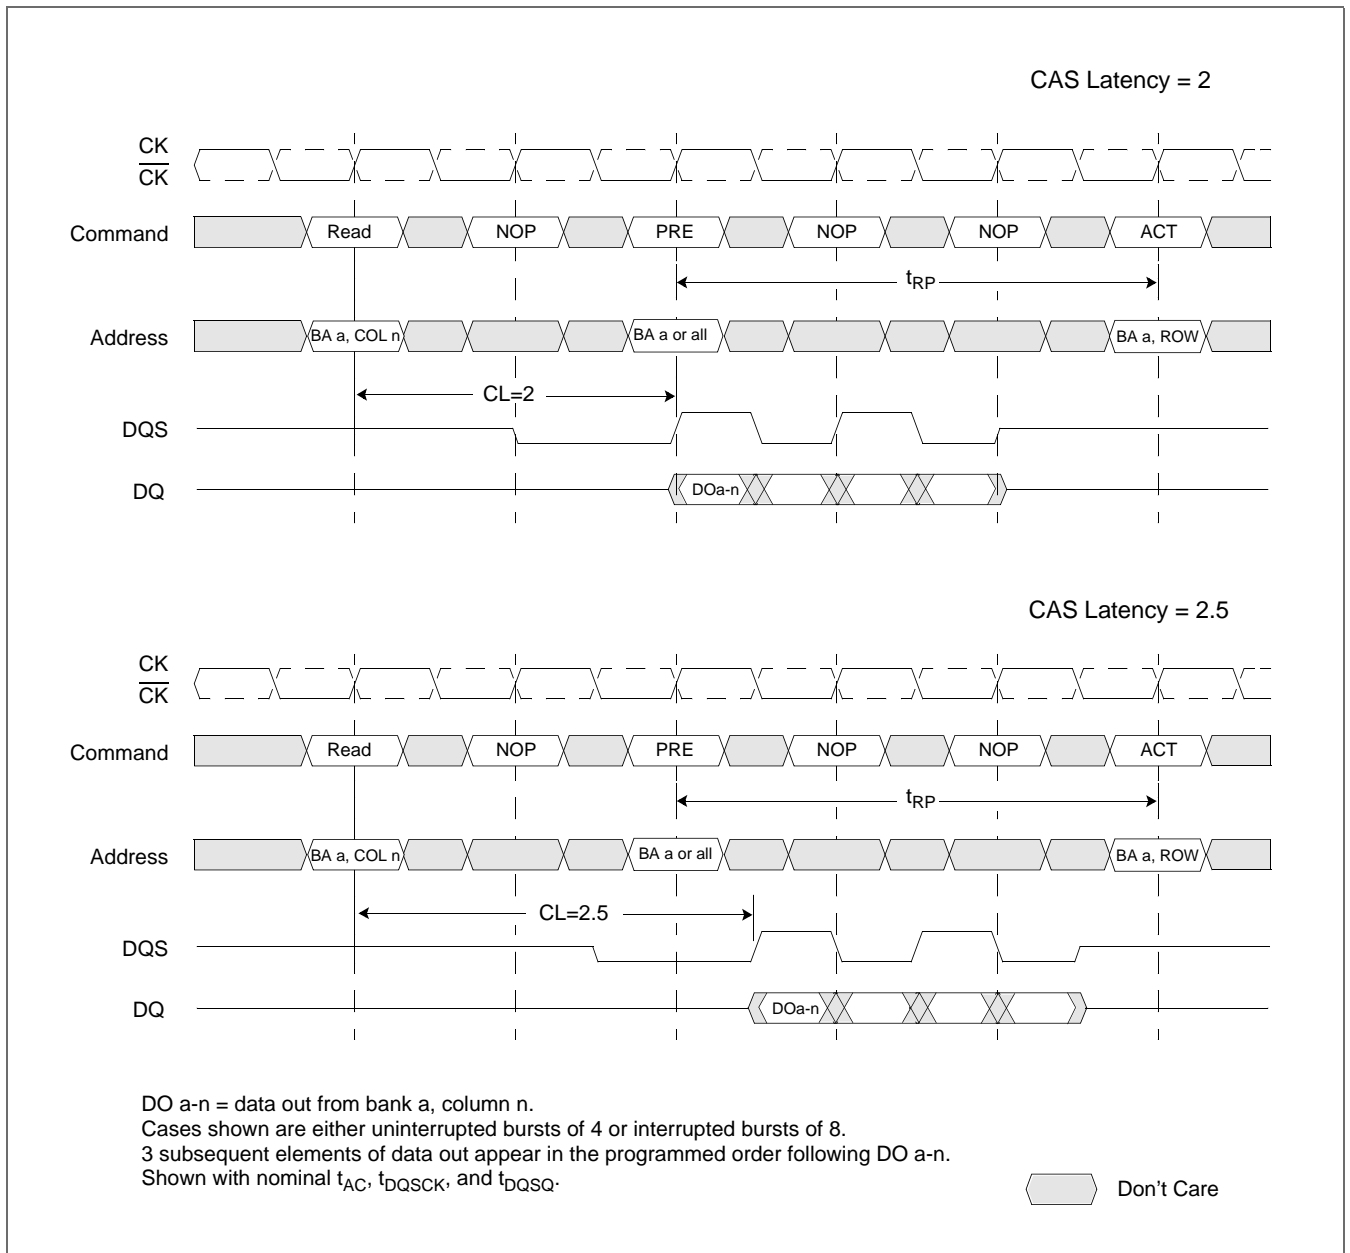 CAS Latency = 2
CK
CK
Command Read NOP PRE NOP NOP ACT
tRP
Address BA a, COL n BA a or all BA a, ROW
CL=2
DQS
DQ DOa-n
CAS Latency = 2.5
CK
CK
Command Read NOP PRE NOP NOP ACT
tRP
Address BA a, COL n BA a or all BA a, ROW
CL=2.5
DQS
DQ DOa-n
DO a-n = data out from bank a, column n.
Cases shown are either uninterrupted bursts of 4 or interrupted bursts of 8.
3 subsequent elements of data out appear in the programmed order following DO a-n.
Shown with nominal tAC, tDQSCK, and tDQSQ.
Don't Care